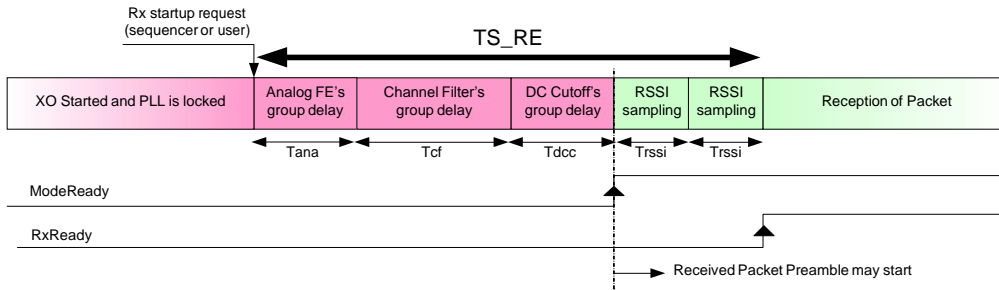 Rx startup request
(sequencer or user)
TS_RE
XO Started and PLL is locked
Analog FE's
group delay
Channel Filter's
group delay
DC Cutoff's
group delay
RSSI
sampling
RSSI
sampling
Reception of Packet
Tana
Tcf
Tdcc
Trssi
Trssi
ModeReady
RxReady
Received Packet Preamble may start